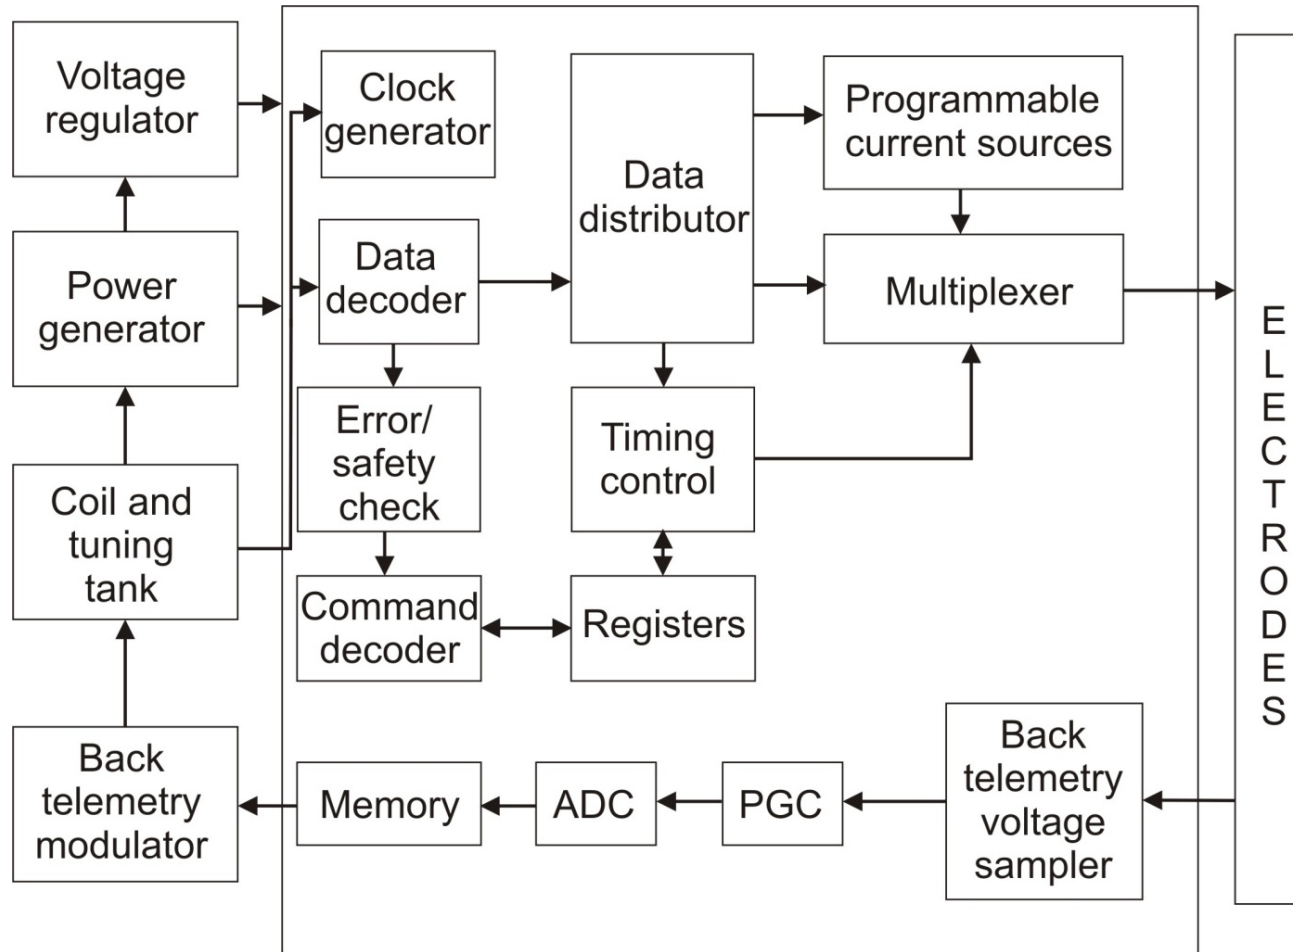 Voltage
regulator
Clock
generator
Programmable
current sources
Data
distributor
Power
generator
Data
decoder
Multiplexer
Error/
safety
check
Timing
control
Coil and
tuning
tank
Command
decoder
Registers
Back
telemetry
modulator
Memory
ADC
PGC
Back
telemetry
voltage
sampler
ELECTRODES